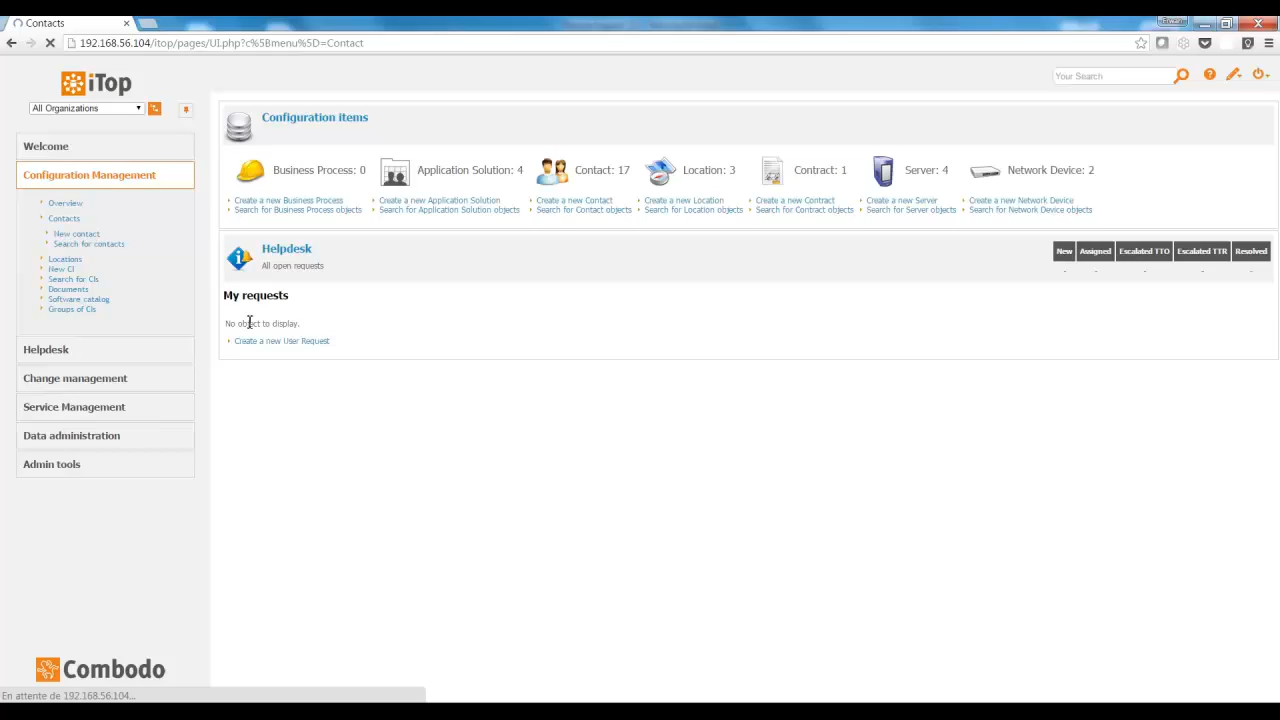 Contacts
Erwan
192.168.56.104/itop/pages/UI.php?c%5Bmenu%5D=Contact
iTop
Your Search
All Organizations
Welcome
Configuration Management
Overview
Contacts
New contact
Search for contacts
Locations
New CI
Search for CIs
Documents
Software catalog
Groups of CIs
Helpdesk
Change management
Service Management
Data administration
Admin tools
Combodo
En attente de 192.168.56.104...
Configuration items
Business Process: 0
Create a new Business Process
Search for Business Process objects
Application Solution: 4
Create a new Application Solution
Search for Application Solution objects
Contact: 17
Create a new Contact
Search for Contact objects
Location: 3
Create a new Location
Search for Location objects
Contract: 1
Create a new Contract
Search for Contract objects
Server: 4
Create a new Server
Search for Server objects
Network Device: 2
Create a new Network Device
Search for Network Device objects
Helpdesk
All open requests
New Assigned Escalated TTO Escalated TTR Resolved
- - - - -
My requests
No object to display.
Create a new User Request